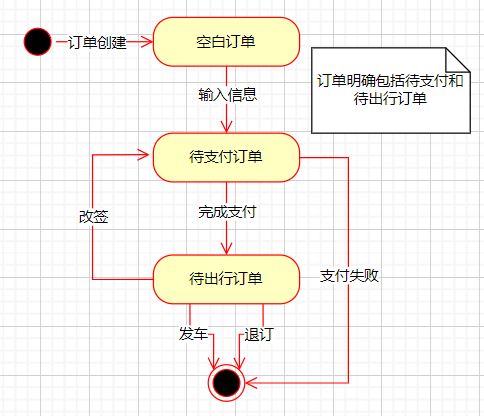 订单创建
空白订单
订单明确包括待支付和
待出行订单
输入信息
待支付订单
改签
完成支付
支付失败
待出行订单
发车
退订